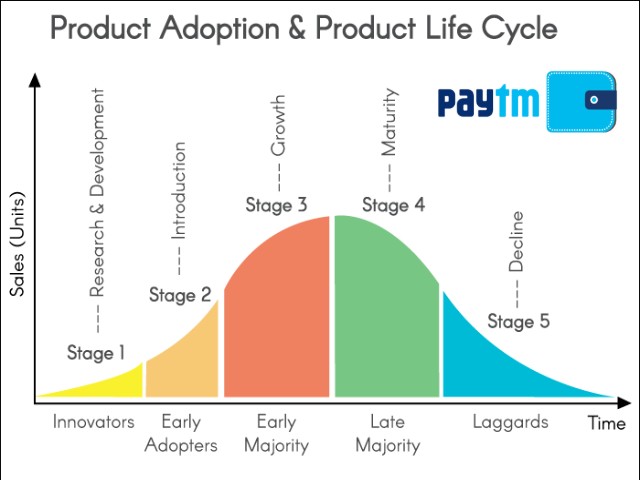 Product Adoption & Product Life Cycle
paytm
Sales (Units)
Research & Development
Stage 1
Introduction
Stage 2
Growth
Stage 3
Maturity
Stage 4
Decline
Stage 5
Innovators
Early
Adopters
Early
Majority
Late
Majority
Laggards
Time